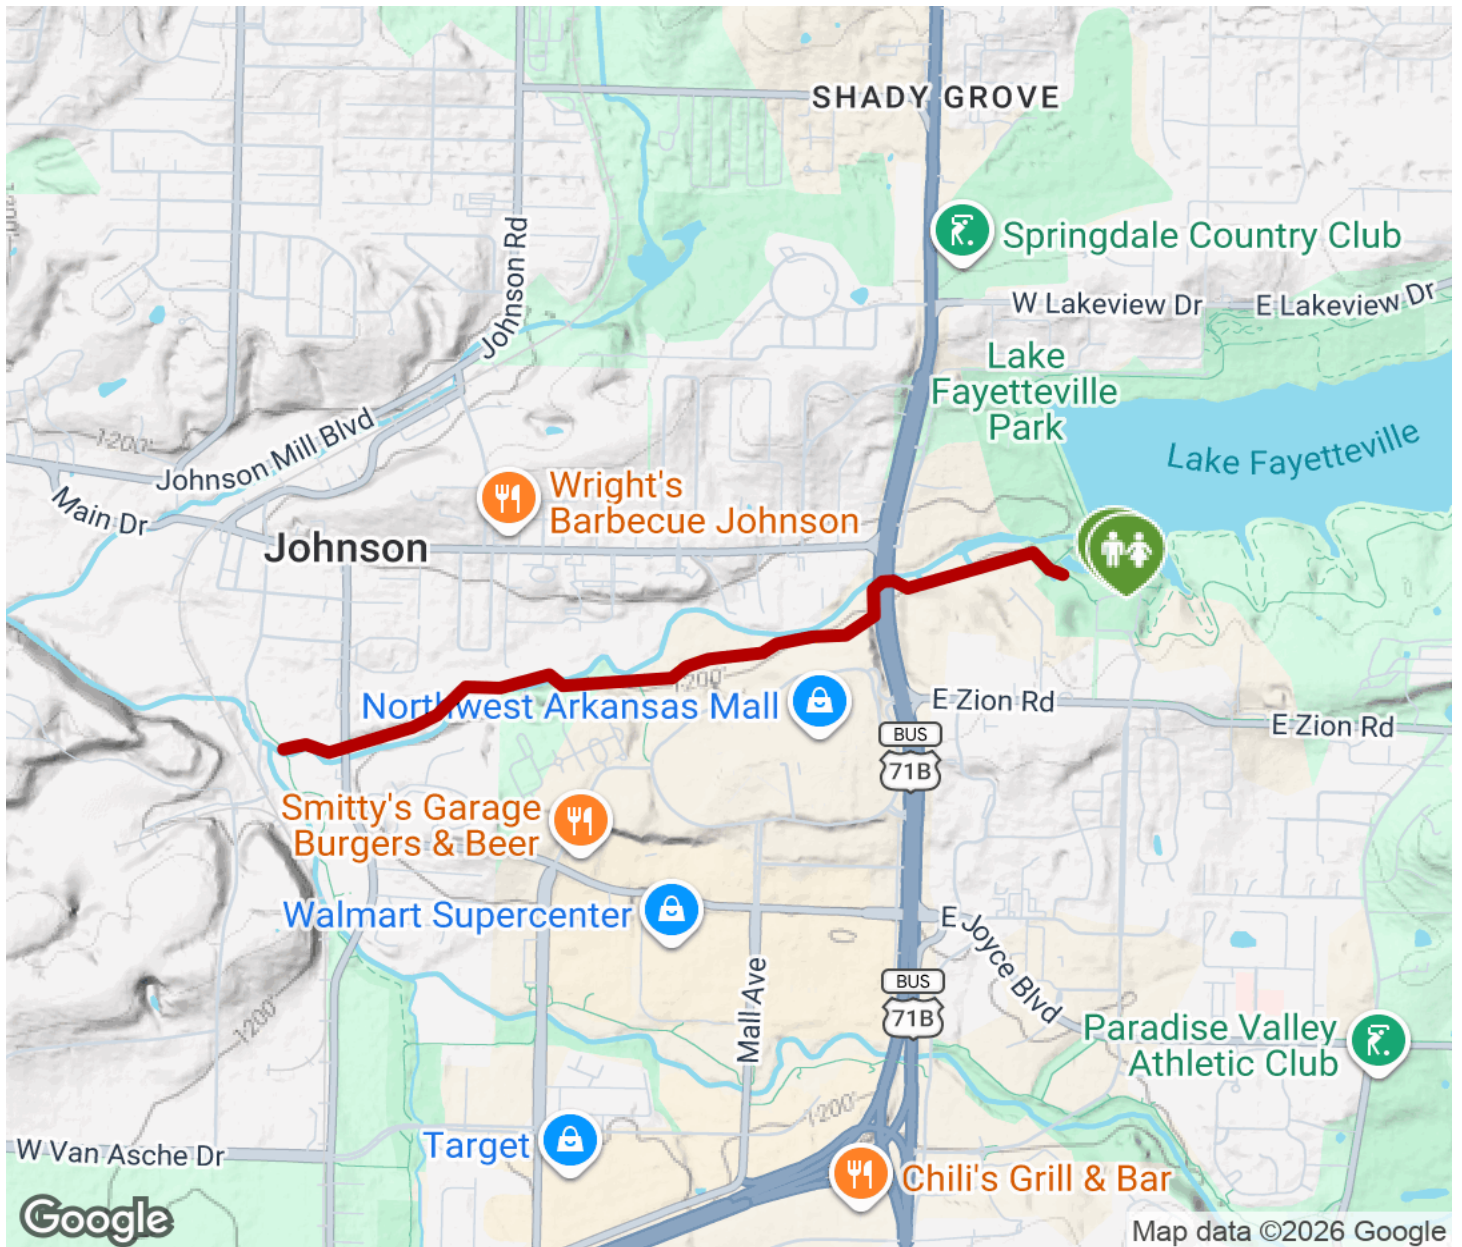 SHADY GROVE
Springdale Country Club
Johnson Rd
W Lakeview Dr
E Lakeview Dr
Lake
Fayetteville
Park
Lake Fayetteville
1200'
Johnson Mill Blvd
Main Dr
Wright's
Barbecue Johnson
Johnson
1200'
Northwest Arkansas Mall
E Zion Rd
E Zion Rd
BUS
71B
Smitty's Garage
Burgers & Beer
Walmart Supercenter
E Joyce Blvd
Mall Ave
BUS
71B
1200'
Paradise Valley
Athletic Club
1200'
W Van Asche Dr
Target
Chili's Grill & Bar
Google
Map data ©2026 Google